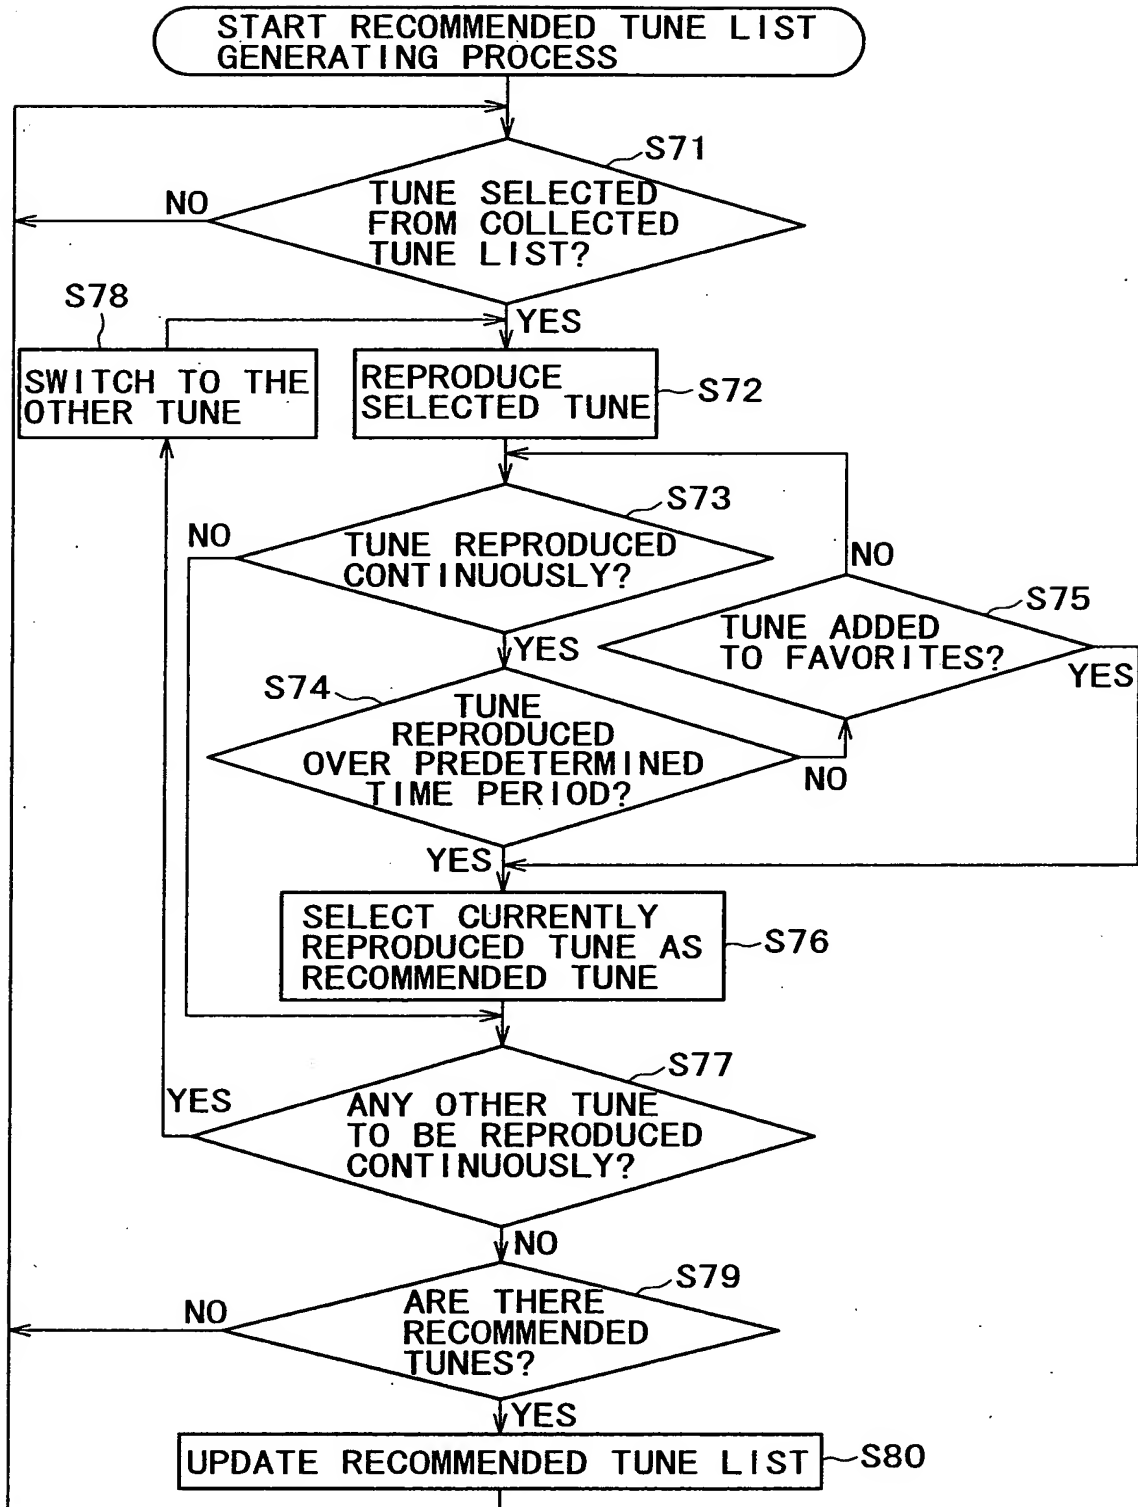 START RECOMMENDED TUNE LIST
GENERATING PROCESS
S71
TUNE SELECTED
FROM COLLECTED
TUNE LIST?
NO
YES
S78
SWITCH TO THE
OTHER TUNE
REPRODUCE
SELECTED TUNE
S72
S73
TUNE REPRODUCED
CONTINUOUSLY?
NO
YES
NO
S75
TUNE ADDED
TO FAVORITES?
YES
S74
TUNE
REPRODUCED
OVER PREDETERMINED
TIME PERIOD?
NO
YES
SELECT CURRENTLY
REPRODUCED TUNE AS
RECOMMENDED TUNE
S76
S77
ANY OTHER TUNE
TO BE REPRODUCED
CONTINUOUSLY?
YES
NO
S79
ARE THERE
RECOMMENDED
TUNES?
NO
YES
UPDATE RECOMMENDED TUNE LIST
S80